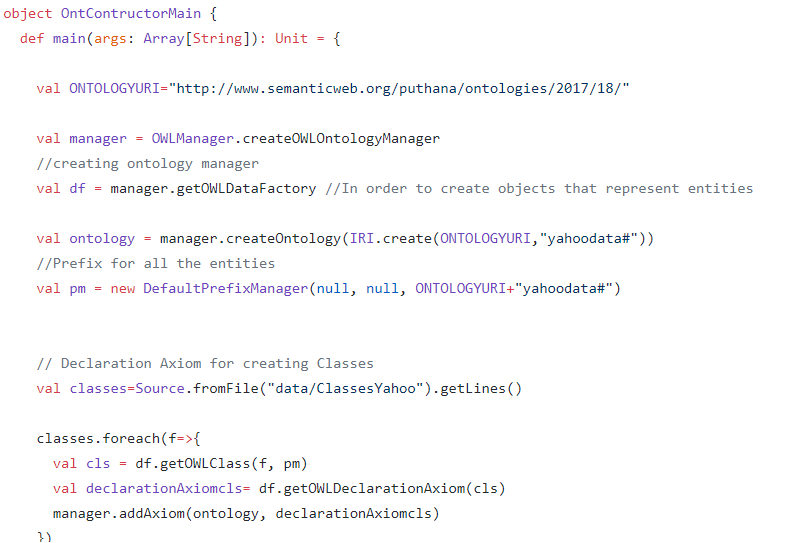 object OntContructorMain {
def main(args: Array[String]): Unit = {
val ONTOLOGYURI="http://www.semanticweb.org/puthana/ontologies/2017/18/"
val manager = OWLManager.createOWLOntologyManager
//creating ontology manager
val df = manager.getOWLDataFactory //In order to create objects that represent entities
val ontology = manager.createOntology(IRI.create(ONTOLOGYURI,"yahoodata#"))
//Prefix for all the entities
val pm = new DefaultPrefixManager(null, null, ONTOLOGYURI+"yahoodata#")
// Declaration Axiom for creating Classes
val classes=Source.fromFile("data/ClassesYahoo").getLines()
classes.foreach(f=>{
val cls = df.getOWLClass(f, pm)
val declarationAxiomcls= df.getOWLDeclarationAxiom(cls)
manager.addAxiom(ontology, declarationAxiomcls)
})